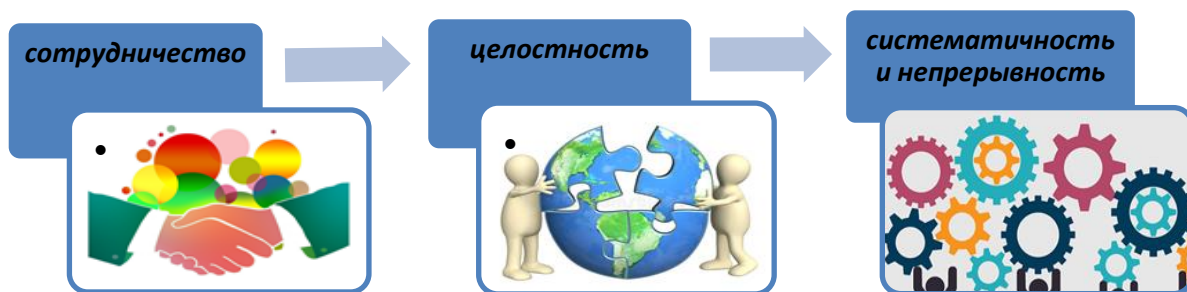 сотрудничество
целостность
систематичность
и непрерывность